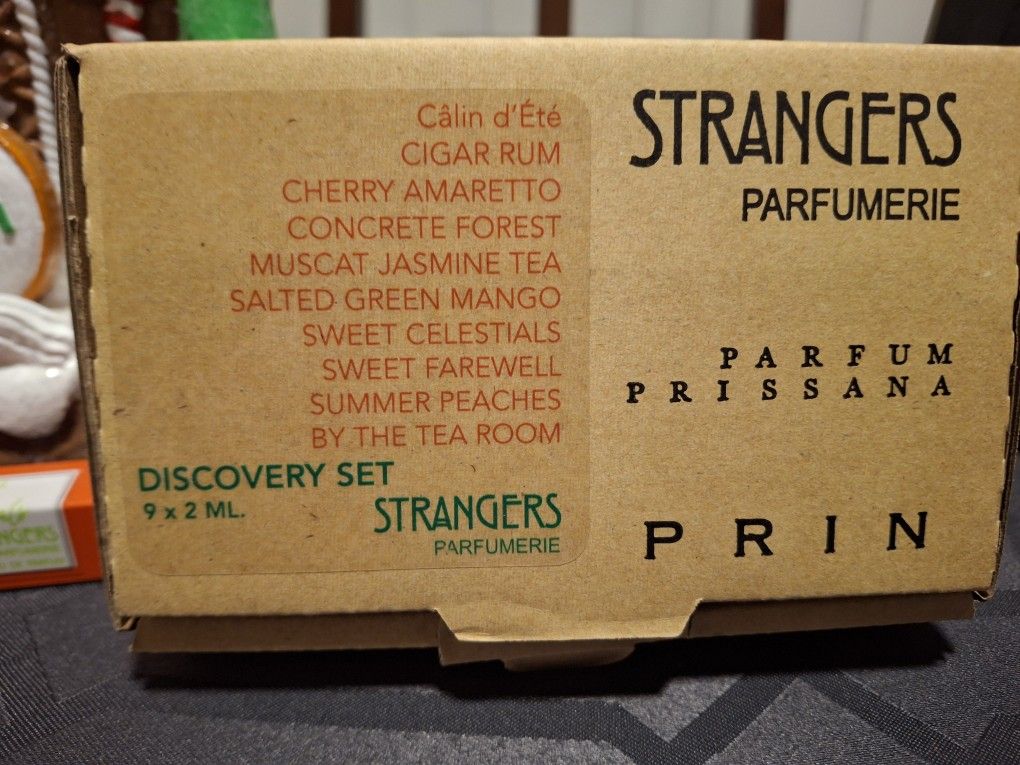 Câlin d'Été
CIGAR RUM
CHERRY AMARETTO
CONCRETE FOREST
MUSCAT JASMINE TEA
SALTED GREEN MANGO
SWEET CELESTIALS
SWEET FAREWELL
SUMMER PEACHES
BY THE TEA ROOM
DISCOVERY SET
9 x 2 ML.
STRANGERS
PARFUMERIE
STRANGERS
PARFUMERIE
PARFUM
PRISSANA
PRIN